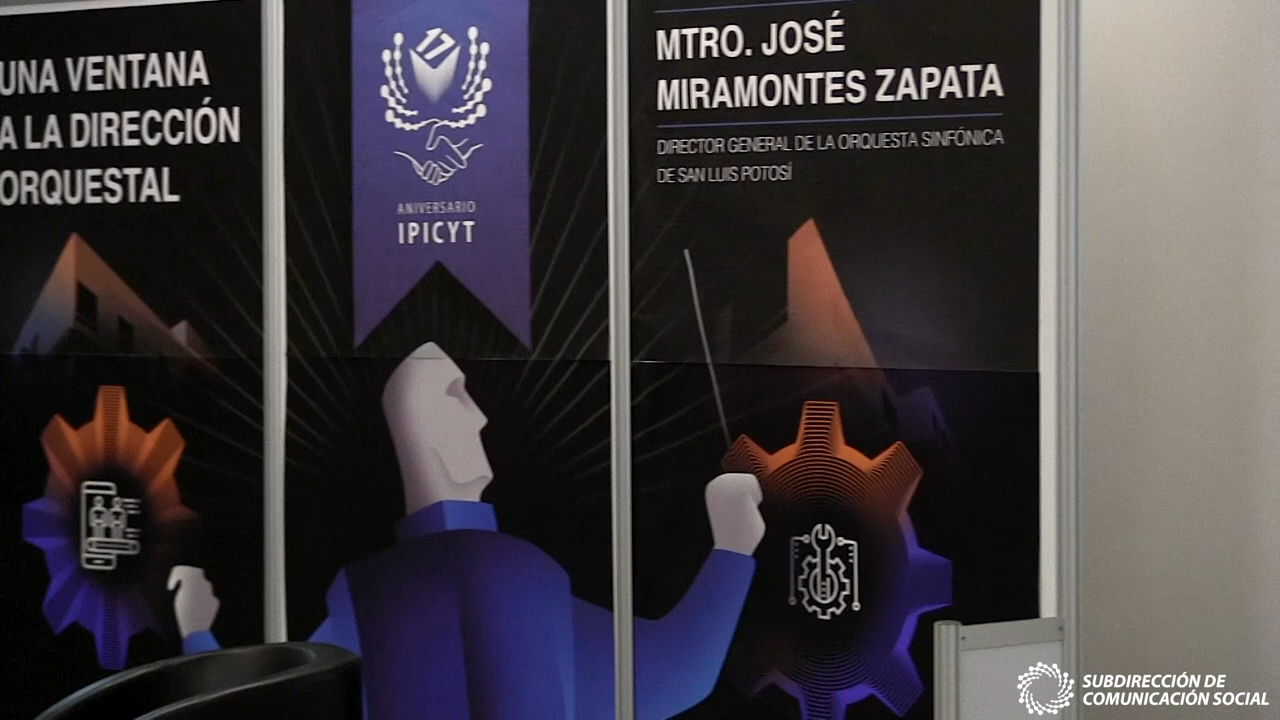 UNA VENTANA
A LA DIRECCIÓN
ORQUESTAL
17
ANIVERSARIO
IPICYT
MTRO. JOSÉ
MIRAMONTES ZAPATA
DIRECTOR GENERAL DE LA ORQUESTA SINFÓNICA
DE SAN LUIS POTOSÍ
SUBDIRECCIÓN DE
COMUNICACIÓN SOCIAL